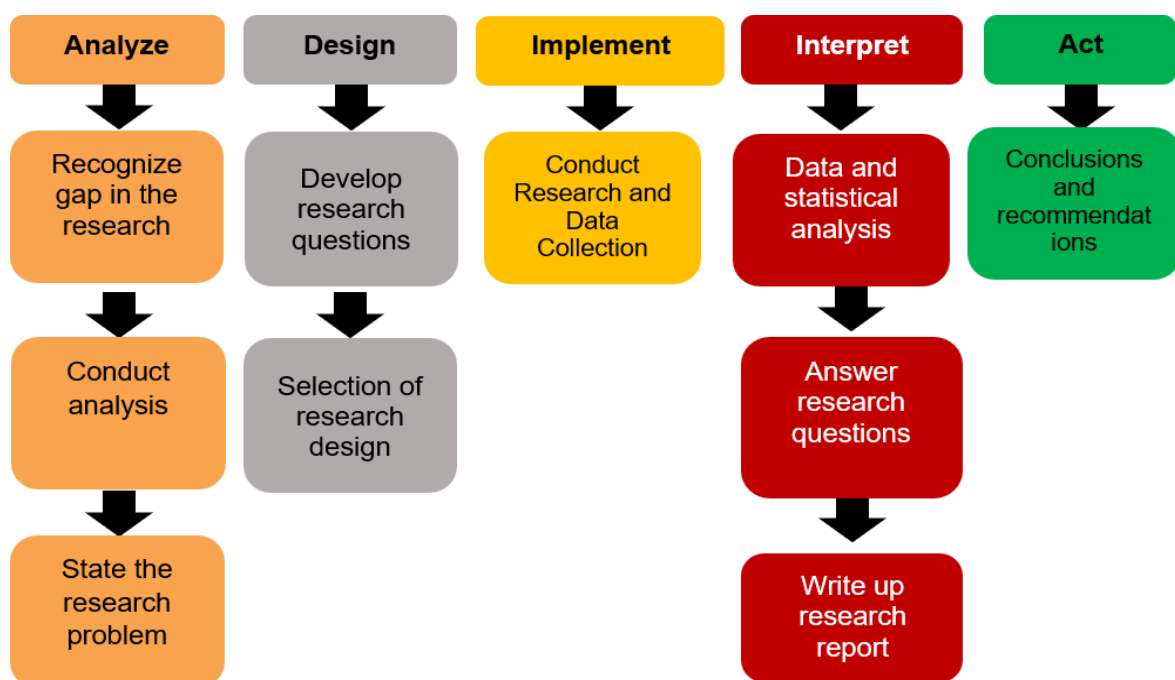 Analyze
Recognize
gap in the
research
Conduct
analysis
State the
research
problem
Design
Develop
research
questions
Selection of
research
design
Implement
Conduct
Research and
Data
Collection
Interpret
Data and
statistical
analysis
Answer
research
questions
Write up
research
report
Act
Conclusions
and
recommendat
ions